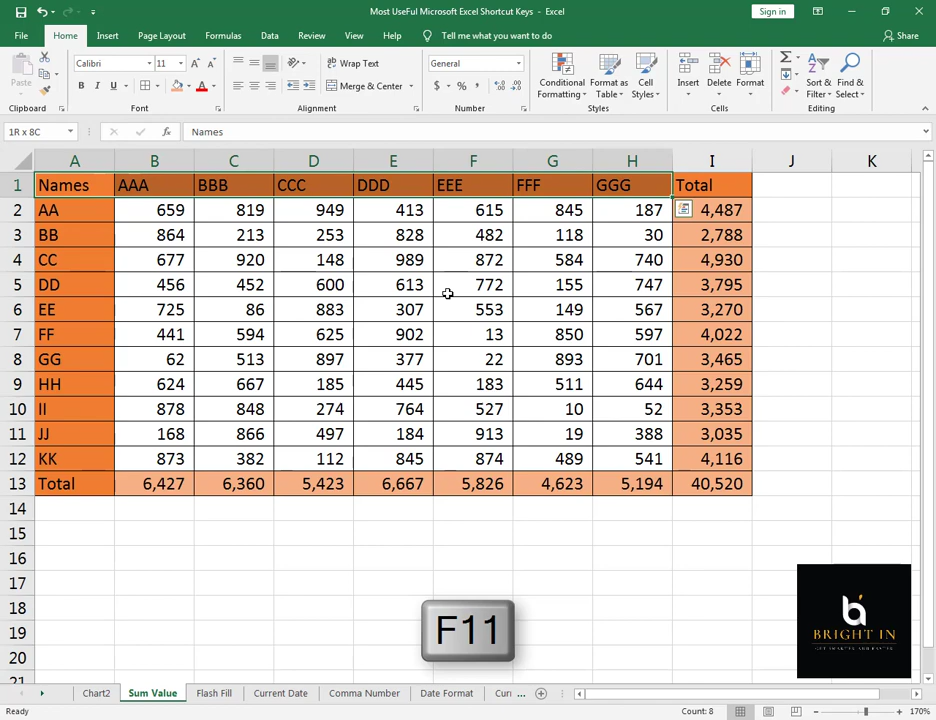 Most UseFul Microsoft Excel Shortcut Keys - Excel
Sign in
File Home Insert Page Layout Formulas Data Review View Help Tell me what you want to do Share
Paste
Calibri 11
B I U
A
Wrap Text
Merge & Center
General
$ % ,
Conditional Formatting
Format as Table
Cell Styles
Insert Delete Format
Sort & Filter
Find & Select
Clipboard Font Alignment Number Styles Cells Editing
1R x 8C fx Names
A B C D E F G H I J K
1 Names AAA BBB CCC DDD EEE FFF GGG Total
2 AA 659 819 949 413 615 845 187 4,487
3 BB 864 213 253 828 482 118 30 2,788
4 CC 677 920 148 989 872 584 740 4,930
5 DD 456 452 600 613 772 155 747 3,795
6 EE 725 86 883 307 553 149 567 3,270
7 FF 441 594 625 902 13 850 597 4,022
8 GG 62 513 897 377 22 893 701 3,465
9 HH 624 667 185 445 183 511 644 3,259
10 II 878 848 274 764 527 10 52 3,353
11 JJ 168 866 497 184 913 19 388 3,035
12 KK 873 382 112 845 874 489 541 4,116
13 Total 6,427 6,360 5,423 6,667 5,826 4,623 5,194 40,520
14
15
16
17
18
19
20
21
F11
BRIGHT IN
Chart2 Sum Value Flash Fill Current Date Comma Number Date Format Curr ...
Ready
Count: 8
170%